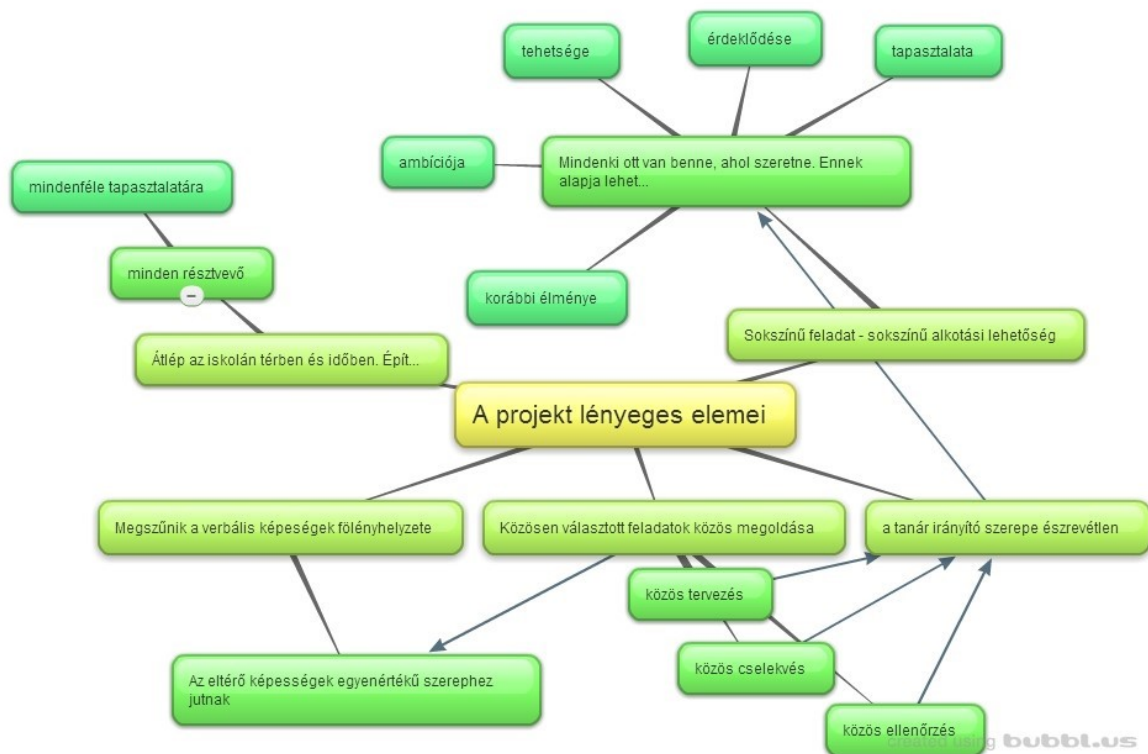 tehetsége
érdeklődése
tapasztalata
ambíciója
Mindenki ott van benne, ahol szeretne. Ennek
alapja lehet...
mindenféle tapasztalatára
minden résztvevő
korábbi élménye
Átlép az iskolán térben és időben. Épít...
Sokszínű feladat - sokszínű alkotási lehetőség
A projekt lényeges elemei
Megszűnik a verbális képeségek fölényhelyzete
Közösen választott feladatok közös megoldása
a tanár irányító szerepe észrevétlen
közös tervezés
közös cselekvés
Az eltérő képességek egyenértékű szerephez
jutnak
közös ellenőrzés
created using bubbl.us